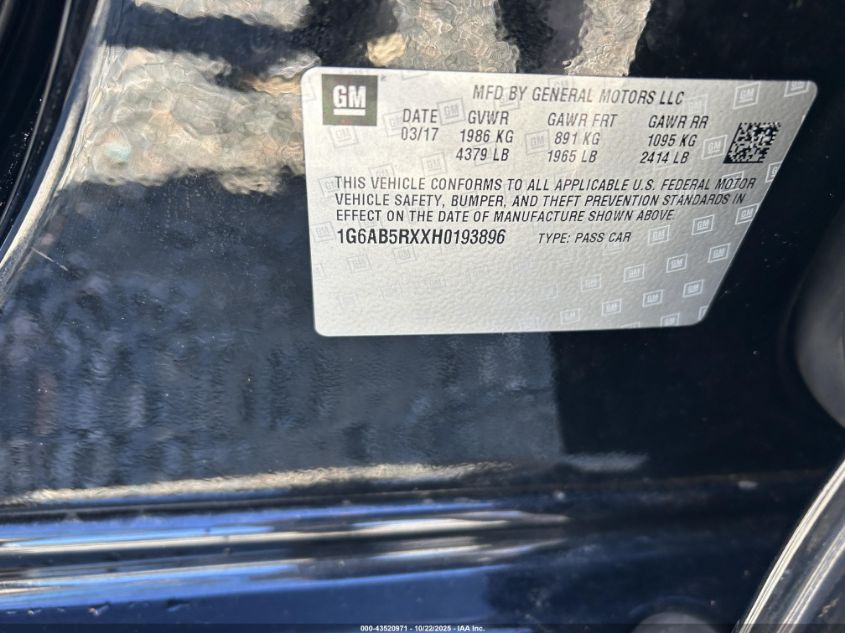 GM
MFD BY GENERAL MOTORS LLC
DATE GVWR GAWR FRT GAWR RR
03/17 1986 KG 891 KG 1095 KG
4379 LB 1965 LB 2414 LB
THIS VEHICLE CONFORMS TO ALL APPLICABLE U.S. FEDERAL MOTOR
VEHICLE SAFETY, BUMPER, AND THEFT PREVENTION STANDARDS IN
EFFECT ON THE DATE OF MANUFACTURE SHOWN ABOVE.
1G6AB5RXXH0193896 TYPE: PASS CAR
000-43520971 - 10/22/2025 - IAA Inc.